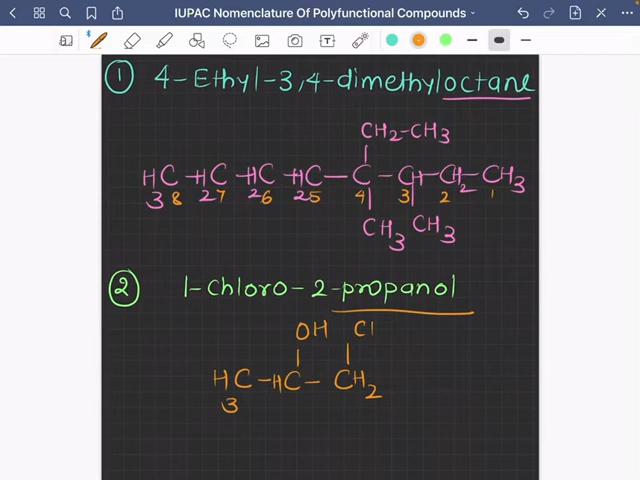 IUPAC Nomenclature Of Polyfunctional Compounds
① 4-Ethyl-3,4-dimethyloctane
CH2-CH3
H3C-H2C-H2C-H2C-C-CH-CH2-CH3
8 7 6 5 4 3 2 1
CH3 CH3
② 1-Chloro-2-propanol
OH Cl
H3C-HC-CH2